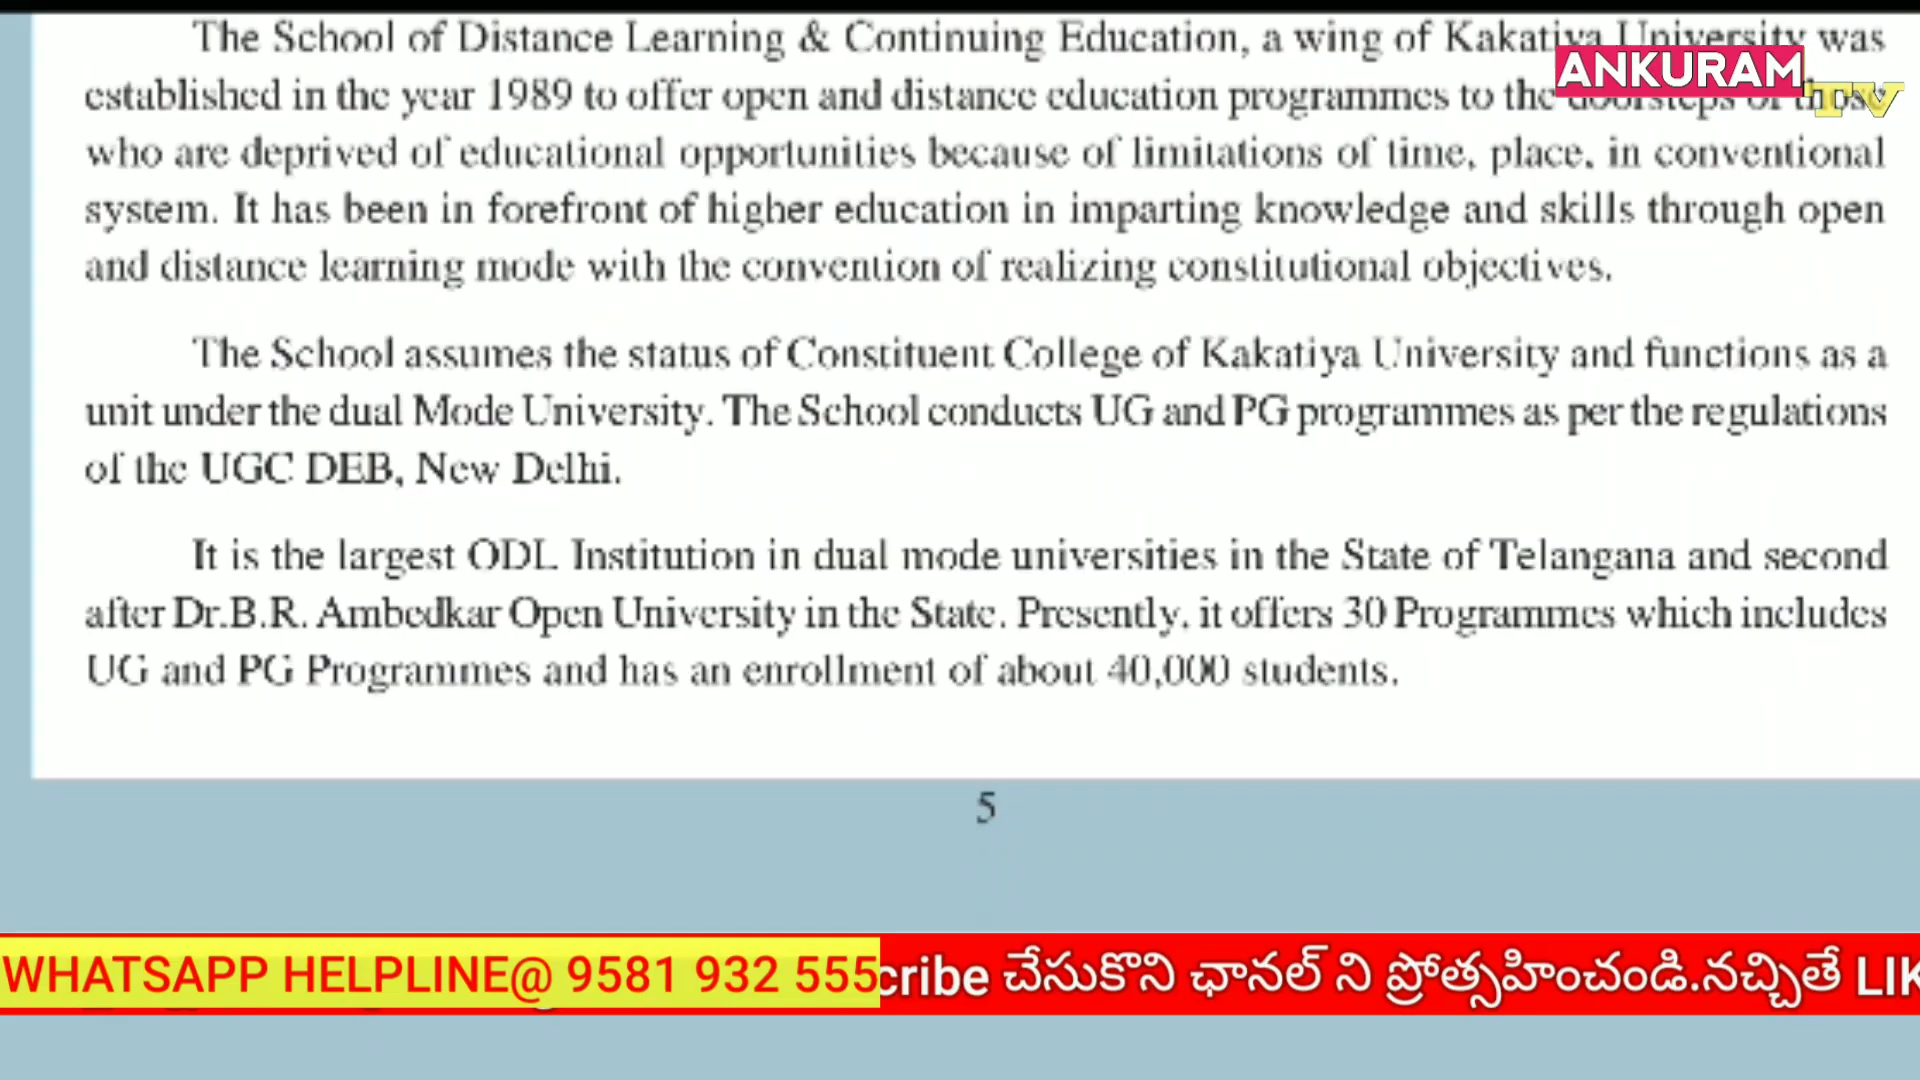 The School of Distance Learning & Continuing Education, a wing of Kakatiya University was
ANKURAM
TV
established in the year 1989 to offer open and distance education programmes to the doorsteps of those
who are deprived of educational opportunities because of limitations of time, place, in conventional
system. It has been in forefront of higher education in imparting knowledge and skills through open
and distance learning mode with the convention of realizing constitutional objectives.
The School assumes the status of Constituent College of Kakatiya University and functions as a
unit under the dual Mode University. The School conducts UG and PG programmes as per the regulations
of the UGC DEB, New Delhi.
It is the largest ODL Institution in dual mode universities in the State of Telangana and second
after Dr.B.R. Ambedkar Open University in the State. Presently, it offers 30 Programmes which includes
UG and PG Programmes and has an enrollment of about 40,000 students.
5
WHATSAPP HELPLINE@ 9581 932 555
cribe చేసుకొని ఛానల్ ని ప్రోత్సహించండి.నచ్చితే LIK